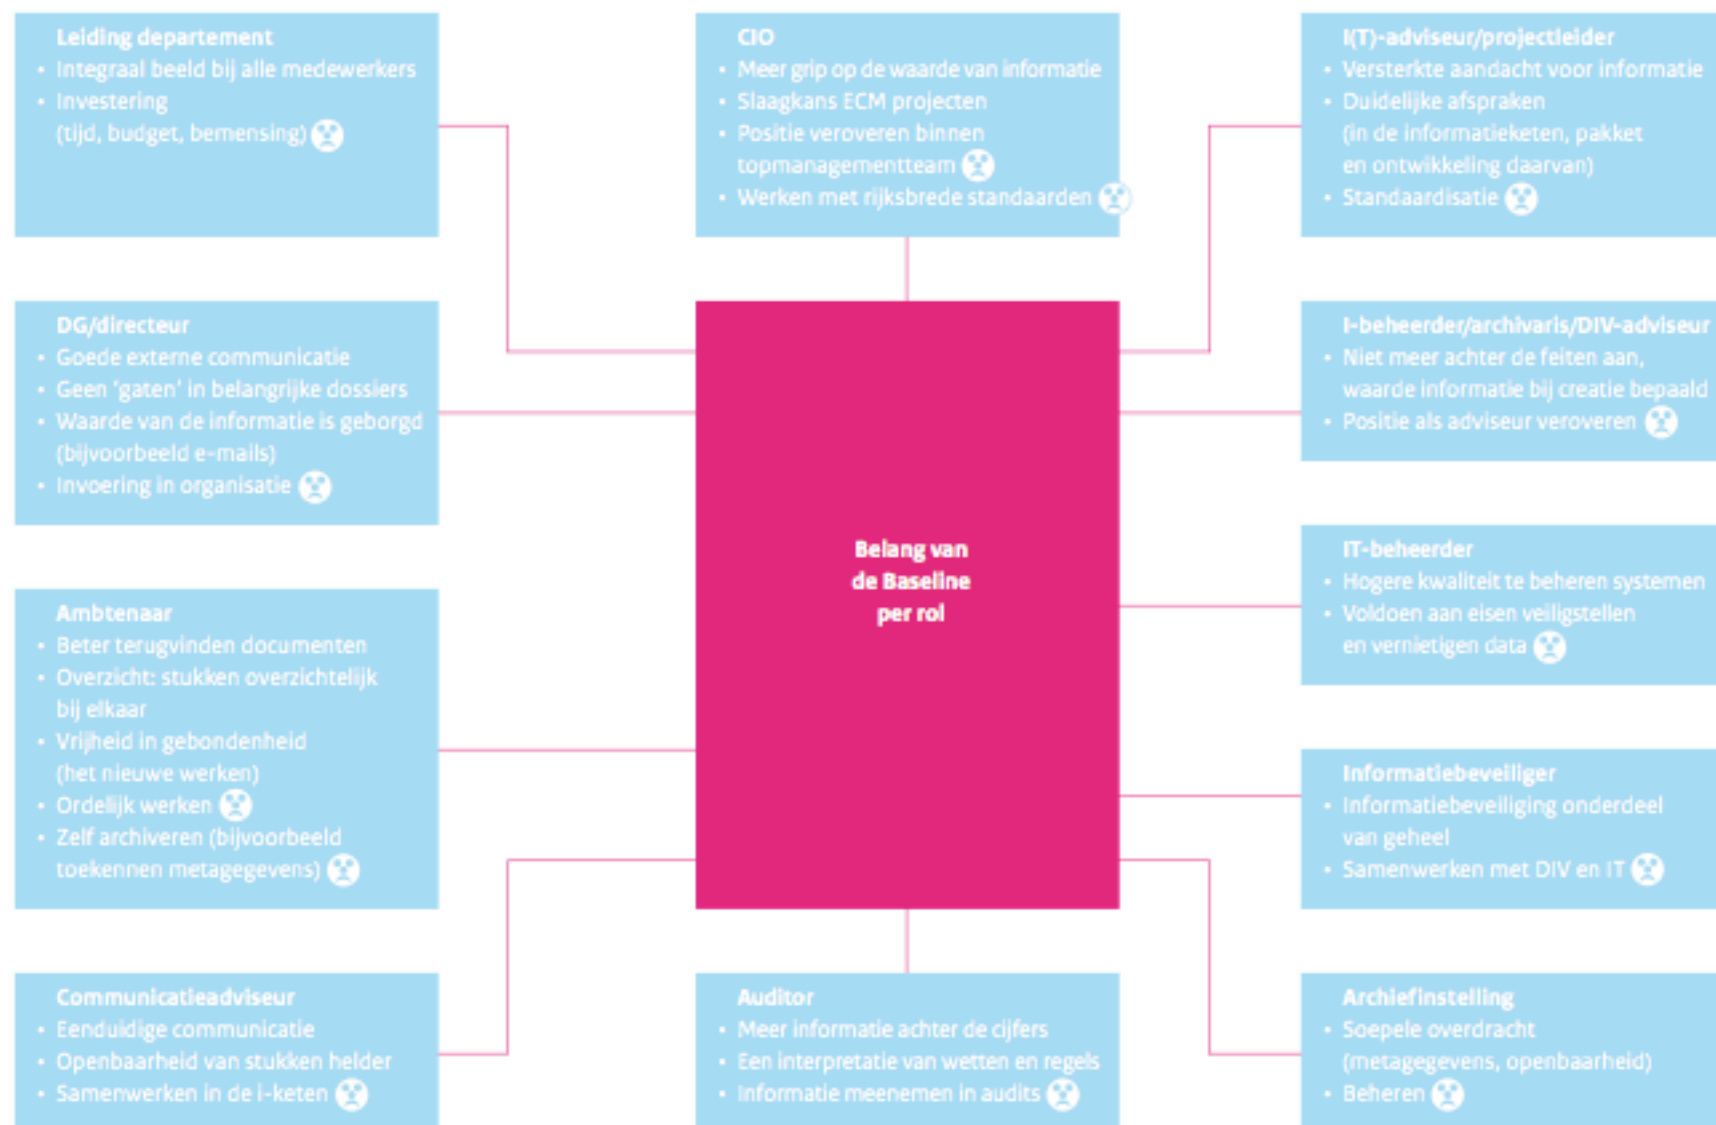 Leiding departement
• Integraal beeld bij alle medewerkers
• Investering
(tijd, budget, bemensing)
CIO
• Meer grip op de waarde van informatie
• Slaagkans ECM projecten
• Positie veroveren binnen
topmanagementteam
• Werken met rijksbrede standaarden
I(T)-adviseur/projectleider
• Versterkte aandacht voor informatie
• Duidelijke afspraken
(in de informatieketen, pakket
en ontwikkeling daarvan)
• Standaardisatie
DG/directeur
• Goede externe communicatie
• Geen ‘gaten’ in belangrijke dossiers
• Waarde van de informatie is geborgd
(bijvoorbeeld e-mails)
• Invoering in organisatie
I-beheerder/archivaris/DIV-adviseur
• Niet meer achter de feiten aan,
waarde informatie bij creatie bepaald
• Positie als adviseur veroveren
Belang van
de Baseline
per rol
IT-beheerder
• Hogere kwaliteit te beheren systemen
• Voldoen aan eisen veiligstellen
en vernietigen data
Ambtenaar
• Beter terugvinden documenten
• Overzicht: stukken overzichtelijk
bij elkaar
• Vrijheid in gebondenheid
(het nieuwe werken)
• Ordelijk werken
• Zelf archiveren (bijvoorbeeld
toekennen metagegevens)
Informatiebeveiliger
• Informatiebeveiliging onderdeel
van geheel
• Samenwerken met DIV en IT
Communicatieadviseur
• Eenduidige communicatie
• Openbaarheid van stukken helder
• Samenwerken in de i-keten
Auditor
• Meer informatie achter de cijfers
• Een interpretatie van wetten en regels
• Informatie meenemen in audits
Archiefinstelling
• Soepele overdracht
(metagegevens, openbaarheid)
• Beheren